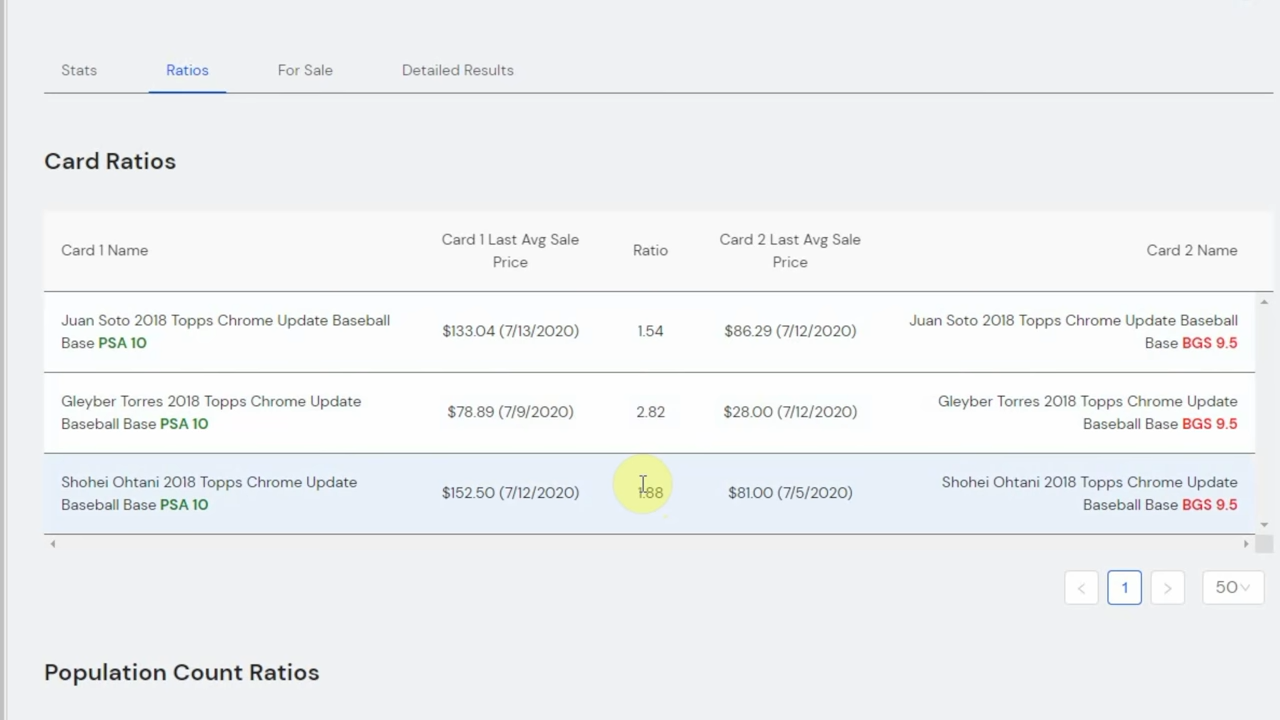 Stats Ratios For Sale Detailed Results
Card Ratios
Card 1 Name
Card 1 Last Avg Sale
Price
Ratio
Card 2 Last Avg Sale
Price
Card 2 Name
Juan Soto 2018 Topps Chrome Update Baseball
Base PSA 10
$133.04 (7/13/2020)
1.54
$86.29 (7/12/2020)
Juan Soto 2018 Topps Chrome Update Baseball
Base BGS 9.5
Gleyber Torres 2018 Topps Chrome Update
Baseball Base PSA 10
$78.89 (7/9/2020)
2.82
$28.00 (7/12/2020)
Gleyber Torres 2018 Topps Chrome Update
Baseball Base BGS 9.5
Shohei Ohtani 2018 Topps Chrome Update
Baseball Base PSA 10
$152.50 (7/12/2020)
1.88
$81.00 (7/5/2020)
Shohei Ohtani 2018 Topps Chrome Update
Baseball Base BGS 9.5
< 1 > 50
Population Count Ratios